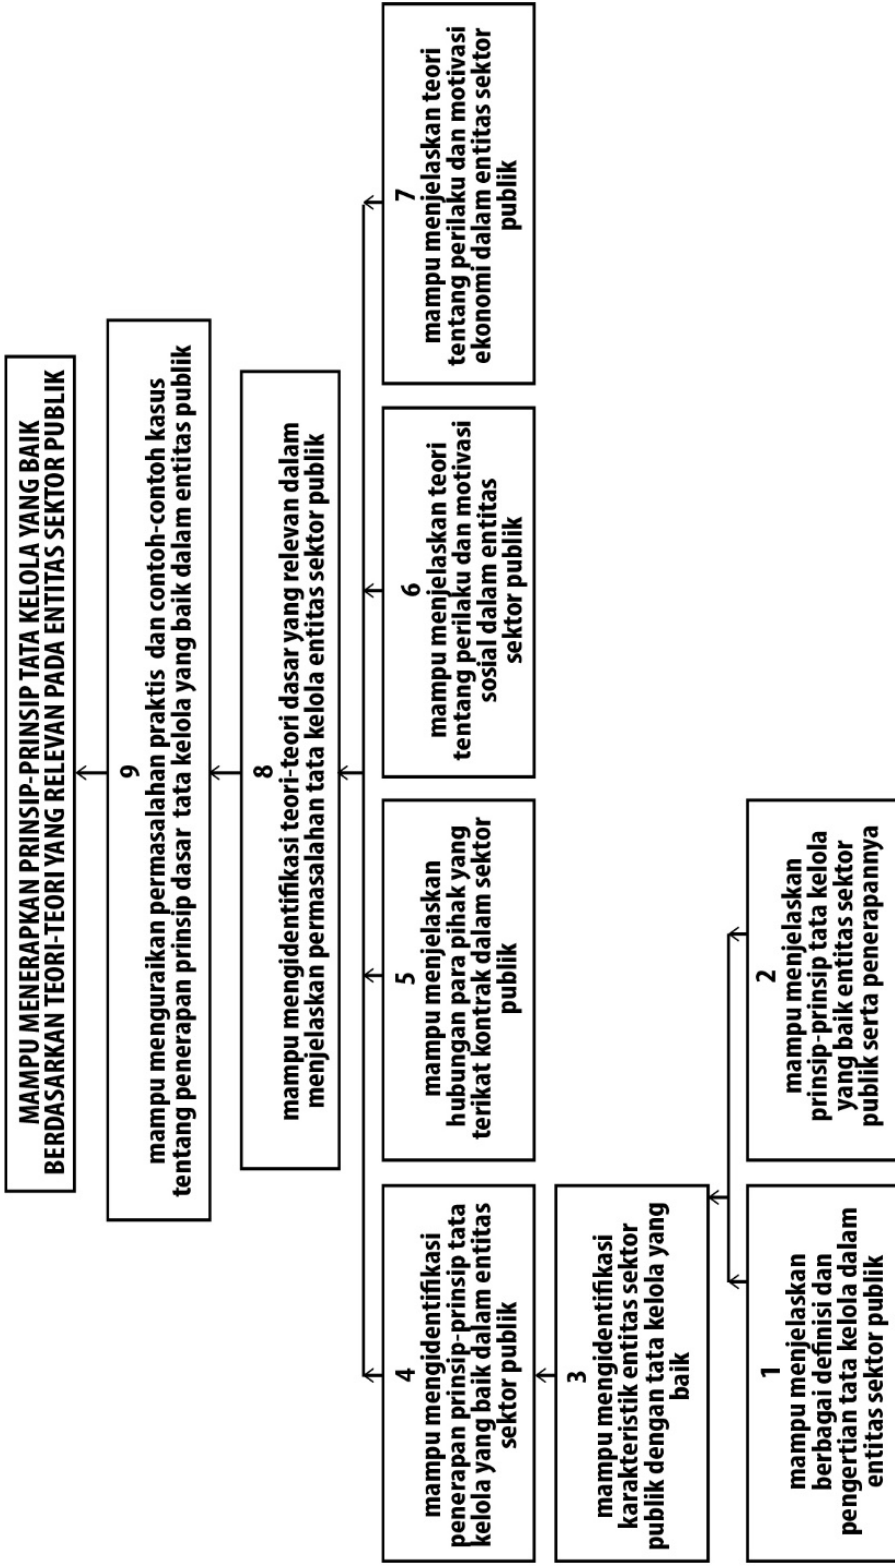 MAMPU MENERAPKAN PRINSIP-PRINSIP TATA KELOLA YANG BAIK
BERDASARKAN TEORI-TEORI YANG RELEVAN PADA ENTITAS SEKTOR PUBLIK
9
mampu menguraikan permasalahan praktis dan contoh-contoh kasus
tentang penerapan prinsip dasar tata kelola yang baik dalam entitas publik
8
mampu mengidentifikasi teori-teori dasar yang relevan dalam
menjelaskan permasalahan tata kelola entitas sektor publik
4
mampu mengidentifikasi
penerapan prinsip-prinsip tata
kelola yang baik dalam entitas
sektor publik
5
mampu menjelaskan
hubungan para pihak yang
terikat kontrak dalam sektor
publik
6
mampu menjelaskan teori
tentang perilaku dan motivasi
sosial dalam entitas
sektor publik
7
mampu menjelaskan teori
tentang perilaku dan motivasi
ekonomi dalam entitas sektor
publik
3
mampu mengidentifikasi
karakteristik entitas sektor
publik dengan tata kelola yang
baik
1
mampu menjelaskan
berbagai definisi dan
pengertian tata kelola dalam
entitas sektor publik
2
mampu menjelaskan
prinsip-prinsip tata kelola
yang baik entitas sektor
publik serta penerapannya